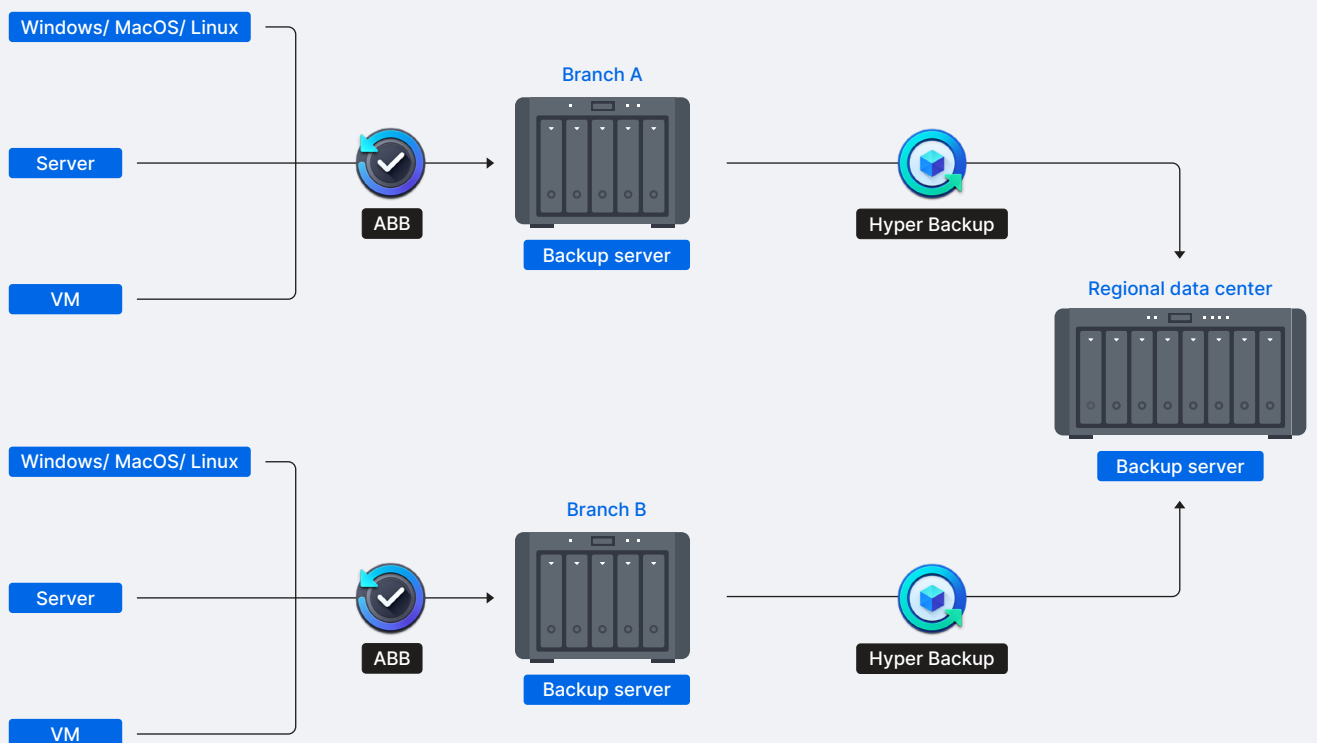 Windows/ MacOS/ Linux
Branch A
Server
ABB
Hyper Backup
Backup server
VM
Regional data center
Windows/ MacOS/ Linux
Backup server
Branch B
Server
ABB
Hyper Backup
Backup server
VM